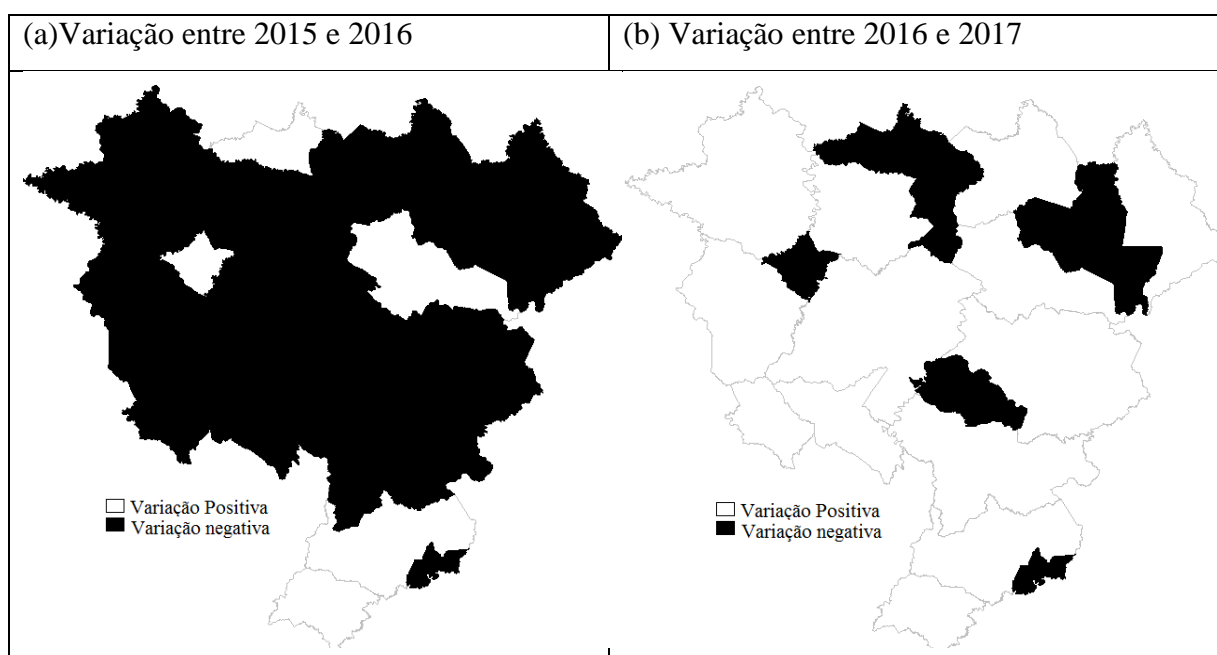 (a)Variação entre 2015 e 2016
(b) Variação entre 2016 e 2017
Variação Positiva
Variação negativa
Variação Positiva
Variação negativa